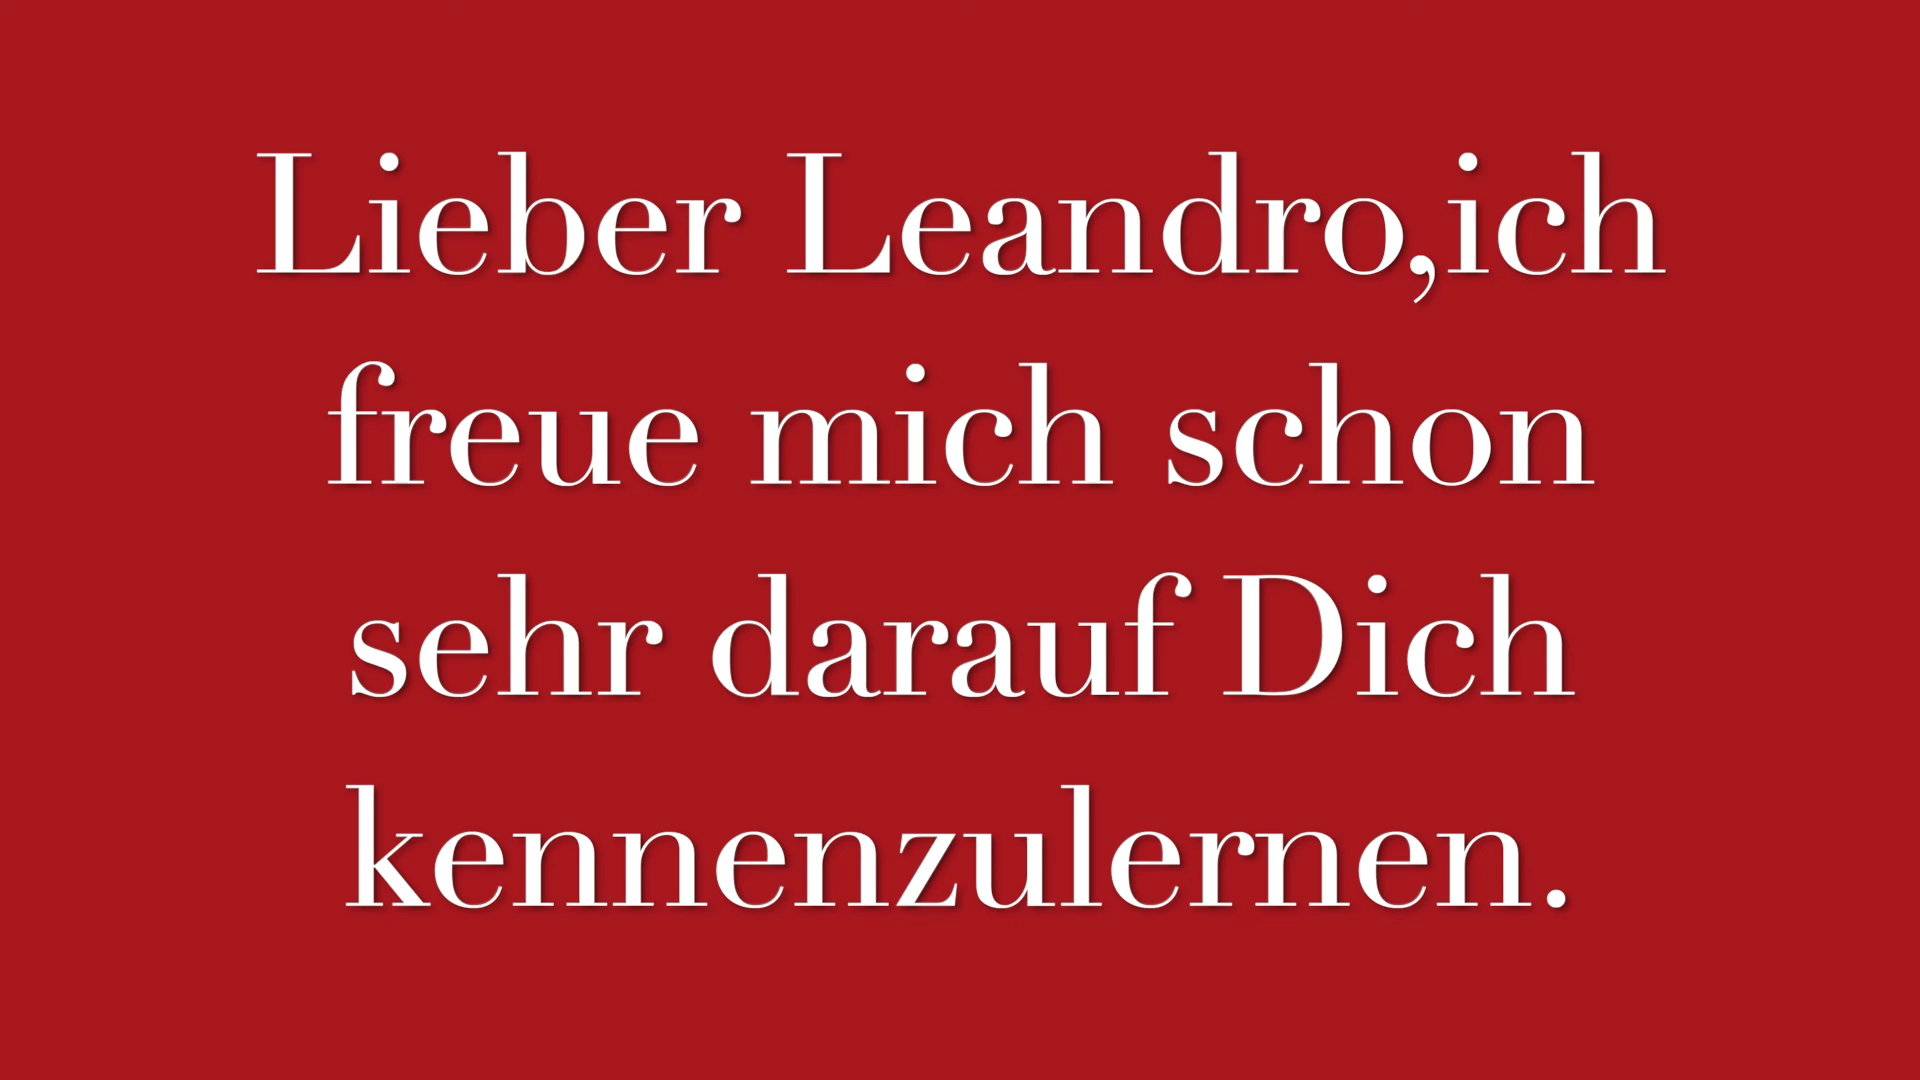 Lieber Leandro,ich
freue mich schon
sehr darauf Dich
kennenzulernen.